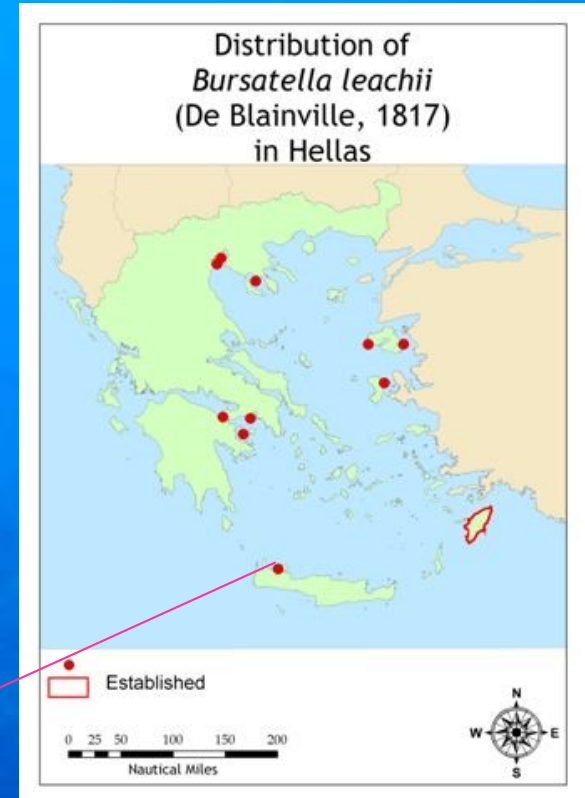 Distribution of
Bursatella leachii
(De Blainville, 1817)
in Hellas
Established
0 25 50 100 150 200
Nautical Miles
N
W E
S